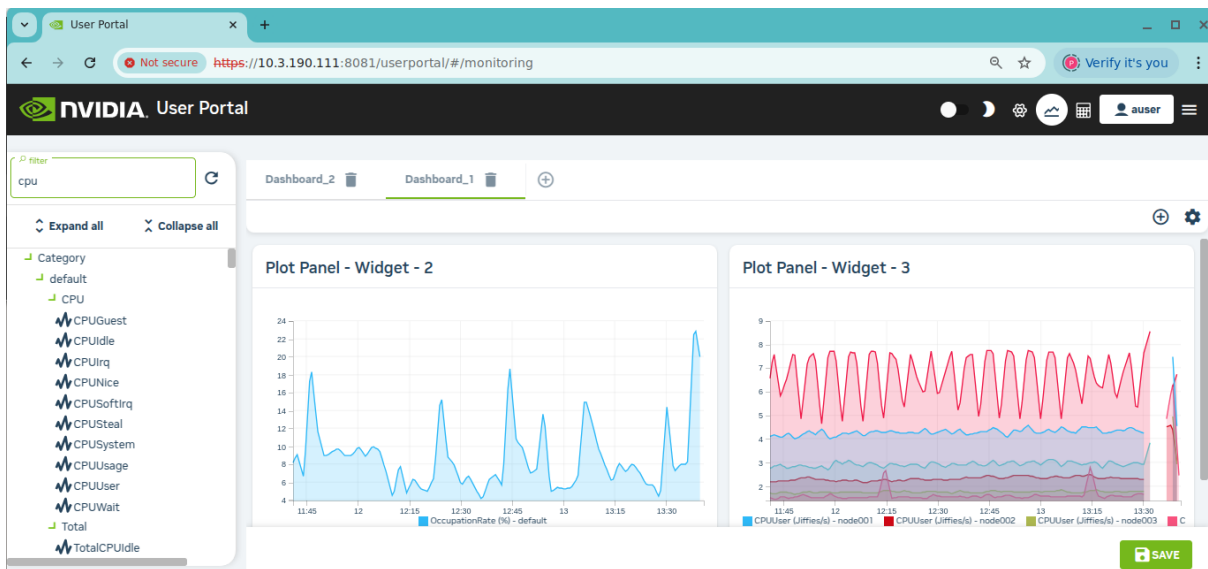 User Portal
Not secure https://10.3.190.111:8081/userportal/#/monitoring
Verify it's you
NVIDIA. User Portal
auser
filter
cpu
Expand all
Collapse all
Category
default
CPU
CPUGuest
CPUIdle
CPUIrq
CPUNice
CPUSoftIrq
CPUSteal
CPUSystem
CPUUsage
CPUUser
CPUWait
Total
TotalCPUIdle
Dashboard_2
Dashboard_1
Plot Panel - Widget - 2
24
22
20
18
16
14
12
10
8
6
4
11:45 12 12:15 12:30 12:45 13 13:15 13:30
OccupationRate (%) - default
Plot Panel - Widget - 3
9
8
7
6
5
4
3
2
11:45 12 12:15 12:30 12:45 13 13:15 13:30
CPUUser (Jiffies/s) - node001 CPUUser (Jiffies/s) - node002 CPUUser (Jiffies/s) - node003 C
SAVE